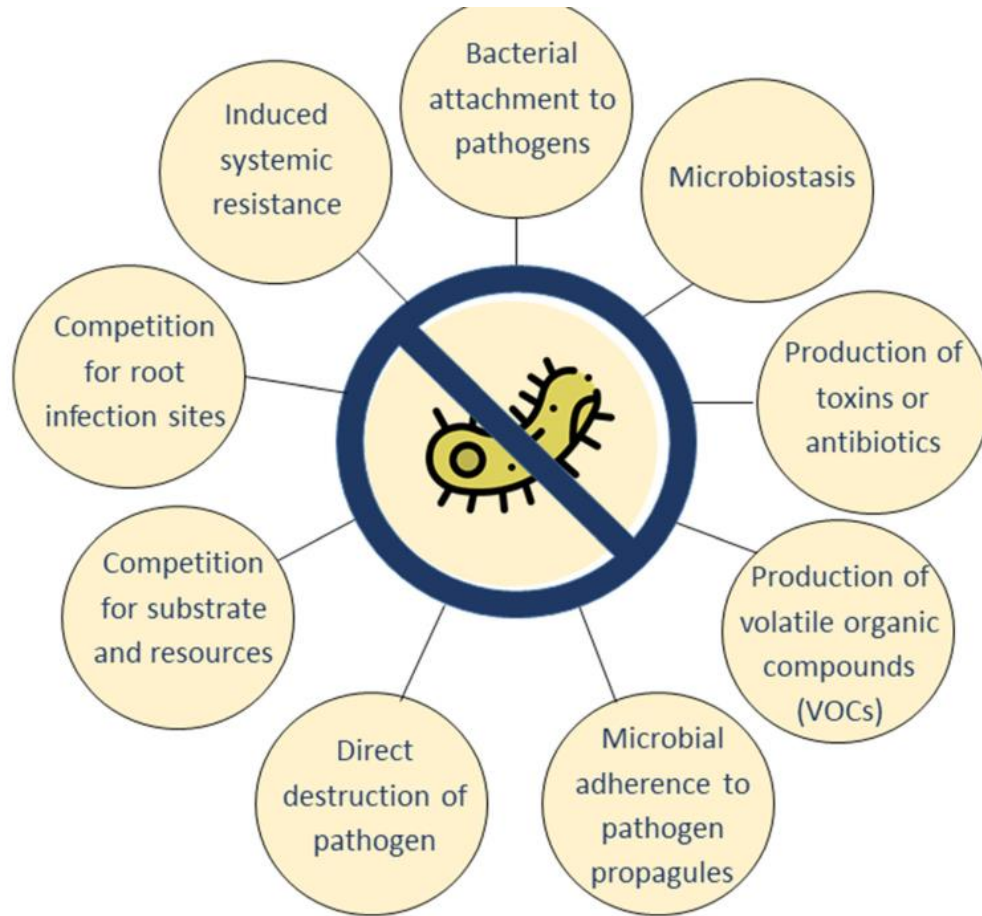 Bacterial
attachment to
pathogens
Microbiostasis
Production of
toxins or
antibiotics
Production of
volatile organic
compounds
(VOCs)
Microbial
adherence to
pathogen
propagules
Direct
destruction of
pathogen
Competition
for substrate
and resources
Competition
for root
infection sites
Induced
systemic
resistance